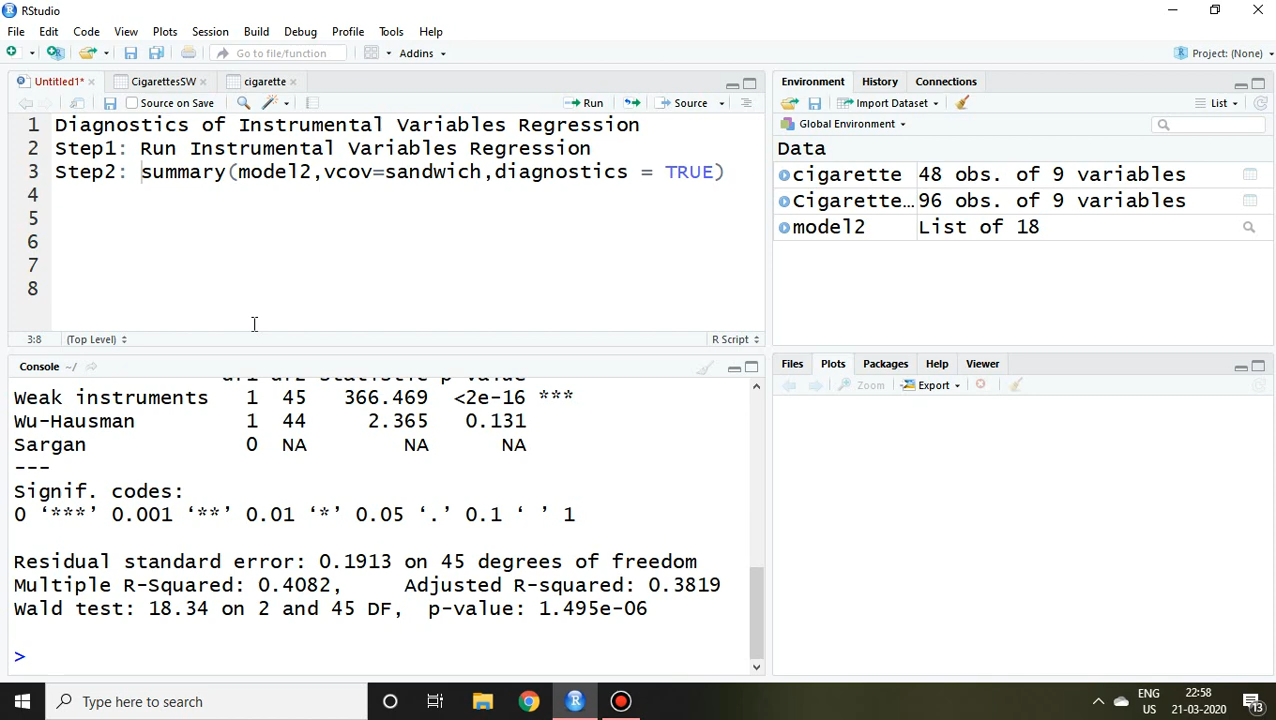 RStudio
File Edit Code View Plots Session Build Debug Profile Tools Help
Go to file/function Addins Project: (None)
Untitled1* CigarettesSW cigarette
Source on Save Run Source
1 Diagnostics of Instrumental Variables Regression
2 Step1: Run Instrumental Variables Regression
3 Step2: summary(model2,vcov=sandwich,diagnostics = TRUE)
4
5
6
7
8
3:8 (Top Level) R Script
Console ~/
df1 df2 statistic p-value
Weak instruments 1 45 366.469 <2e-16 ***
Wu-Hausman 1 44 2.365 0.131
Sargan 0 NA NA NA
---
Signif. codes:
0 ‘***’ 0.001 ‘**’ 0.01 ‘*’ 0.05 ‘.’ 0.1 ‘ ’ 1
Residual standard error: 0.1913 on 45 degrees of freedom
Multiple R-Squared: 0.4082, Adjusted R-squared: 0.3819
Wald test: 18.34 on 2 and 45 DF, p-value: 1.495e-06
>
Environment History Connections
Import Dataset List
Global Environment
Data
cigarette 48 obs. of 9 variables
Cigarette… 96 obs. of 9 variables
model2 List of 18
Files Plots Packages Help Viewer
Zoom Export
Type here to search
ENG
US
22:58
21-03-2020
13